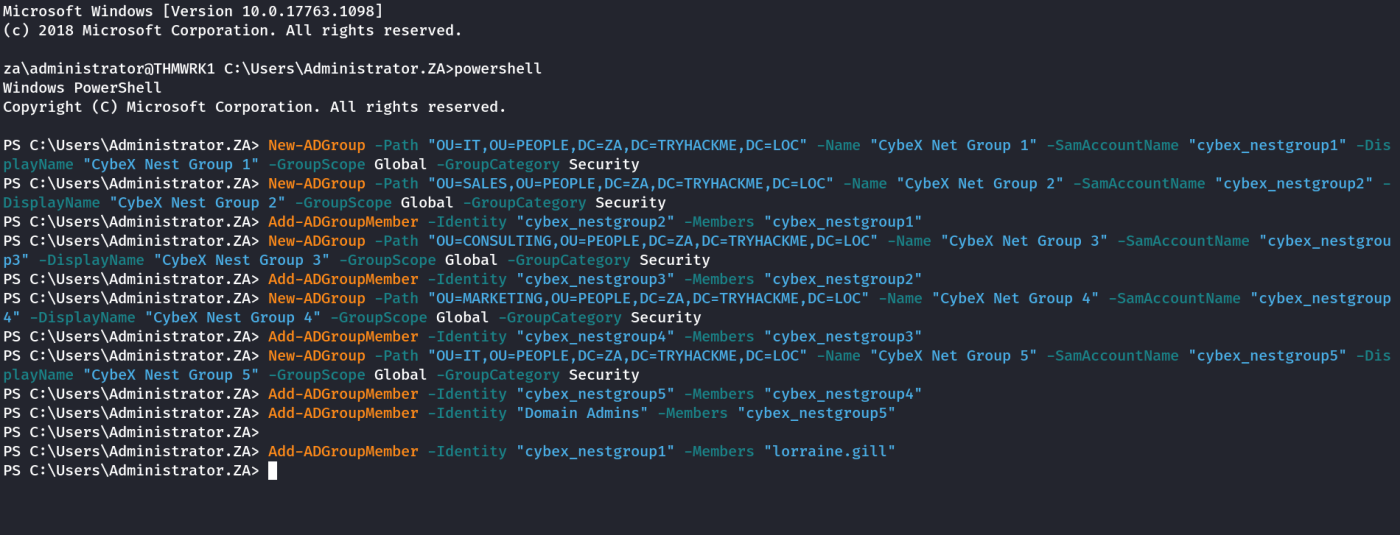 Microsoft Windows [Version 10.0.17763.1098]
(c) 2018 Microsoft Corporation. All rights reserved.
za\administrator@THMWRK1 C:\Users\Administrator.ZA>powershell
Windows PowerShell
Copyright (C) Microsoft Corporation. All rights reserved.
PS C:\Users\Administrator.ZA> New-ADGroup -Path "OU=IT,OU=PEOPLE,DC=ZA,DC=TRYHACKME,DC=LOC" -Name "CybeX Net Group 1" -SamAccountName "cybex_nestgroup1" -Dis
playName "CybeX Nest Group 1" -GroupScope Global -GroupCategory Security
PS C:\Users\Administrator.ZA> New-ADGroup -Path "OU=SALES,OU=PEOPLE,DC=ZA,DC=TRYHACKME,DC=LOC" -Name "CybeX Net Group 2" -SamAccountName "cybex_nestgroup2" -
DisplayName "CybeX Nest Group 2" -GroupScope Global -GroupCategory Security
PS C:\Users\Administrator.ZA> Add-ADGroupMember -Identity "cybex_nestgroup2" -Members "cybex_nestgroup1"
PS C:\Users\Administrator.ZA> New-ADGroup -Path "OU=CONSULTING,OU=PEOPLE,DC=ZA,DC=TRYHACKME,DC=LOC" -Name "CybeX Net Group 3" -SamAccountName "cybex_nestgrou
p3" -DisplayName "CybeX Nest Group 3" -GroupScope Global -GroupCategory Security
PS C:\Users\Administrator.ZA> Add-ADGroupMember -Identity "cybex_nestgroup3" -Members "cybex_nestgroup2"
PS C:\Users\Administrator.ZA> New-ADGroup -Path "OU=MARKETING,OU=PEOPLE,DC=ZA,DC=TRYHACKME,DC=LOC" -Name "CybeX Net Group 4" -SamAccountName "cybex_nestgroup
4" -DisplayName "CybeX Nest Group 4" -GroupScope Global -GroupCategory Security
PS C:\Users\Administrator.ZA> Add-ADGroupMember -Identity "cybex_nestgroup4" -Members "cybex_nestgroup3"
PS C:\Users\Administrator.ZA> New-ADGroup -Path "OU=IT,OU=PEOPLE,DC=ZA,DC=TRYHACKME,DC=LOC" -Name "CybeX Net Group 5" -SamAccountName "cybex_nestgroup5" -Dis
playName "CybeX Nest Group 5" -GroupScope Global -GroupCategory Security
PS C:\Users\Administrator.ZA> Add-ADGroupMember -Identity "cybex_nestgroup5" -Members "cybex_nestgroup4"
PS C:\Users\Administrator.ZA> Add-ADGroupMember -Identity "Domain Admins" -Members "cybex_nestgroup5"
PS C:\Users\Administrator.ZA>
PS C:\Users\Administrator.ZA> Add-ADGroupMember -Identity "cybex_nestgroup1" -Members "lorraine.gill"
PS C:\Users\Administrator.ZA>